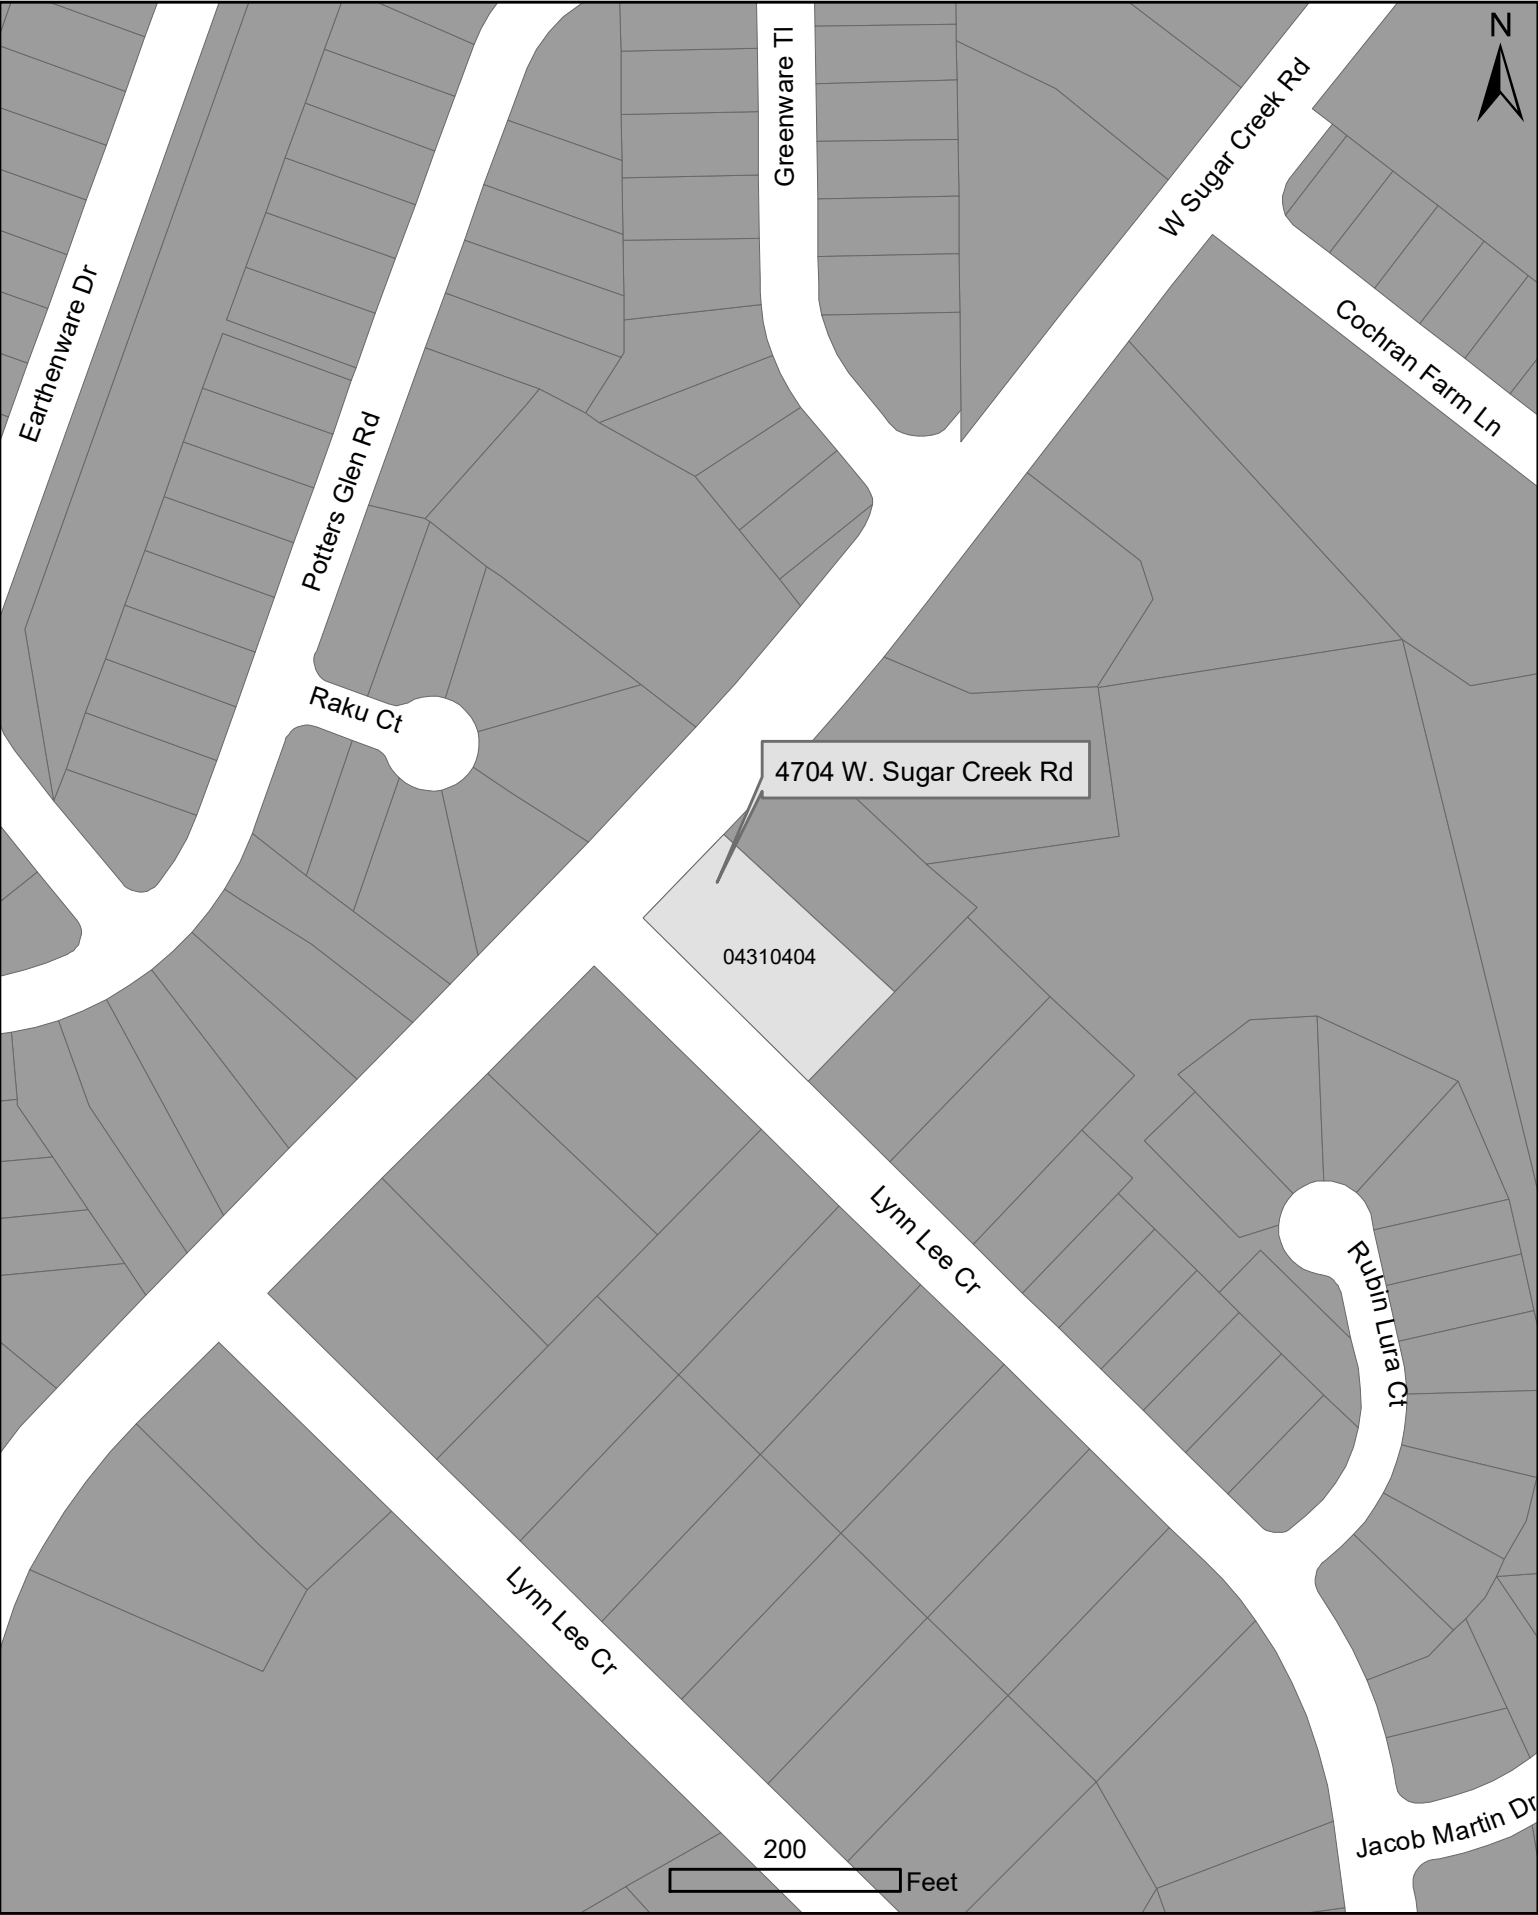 N
Greenware Tl
W Sugar Creek Rd
Earthenware Dr
Cochran Farm Ln
Potters Glen Rd
Raku Ct
4704 W. Sugar Creek Rd
04310404
Lynn Lee Cr
Rubin Lura Ct
Lynn Lee Cr
Jacob Martin Dr
200
Feet